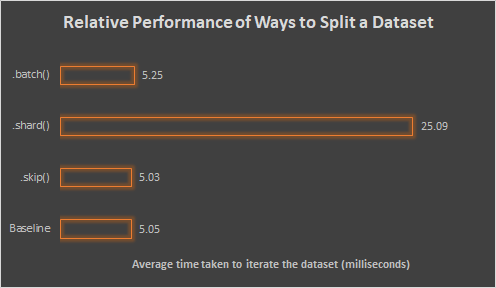 Relative Performance of Ways to Split a Dataset
.batch()
5.25
.shard()
25.09
.skip()
5.03
Baseline
5.05
Average time taken to iterate the dataset (milliseconds)